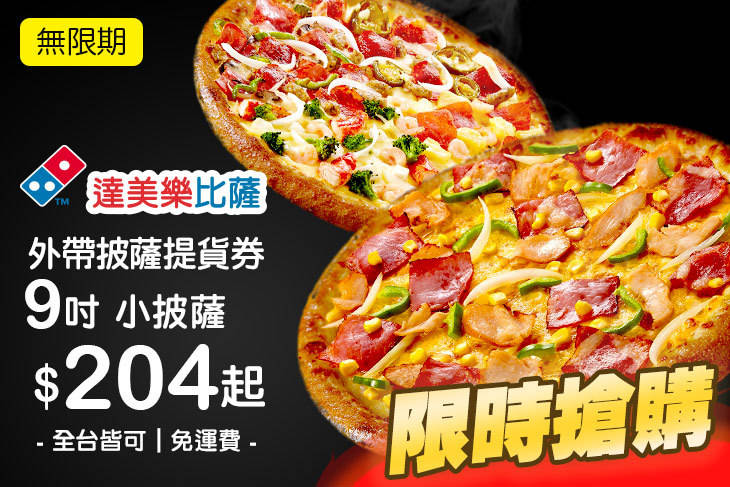 無限期
TM
達美樂比薩
外帶披薩提貨券
9吋 小披薩
$204起
- 全台皆可｜免運費 -
限時搶購